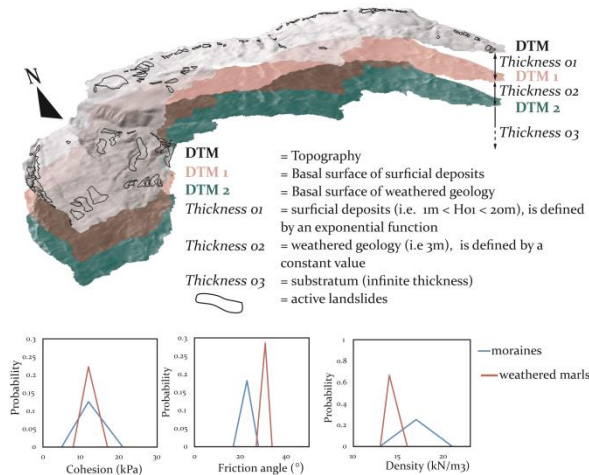 N
DTM
Thickness 01
DTM 1
Thickness 02
DTM 2
Thickness 03
DTM = Topography
DTM 1 = Basal surface of surficial deposits
DTM 2 = Basal surface of weathered geology
Thickness 01 = surficial deposits (i.e. 1m < H01 < 20m), is defined
by an exponential function
Thickness 02 = weathered geology (i.e 3m), is defined by a
constant value
Thickness 03 = substratum (infinite thickness)
= active landslides
Probability
0.3
0.25
0.2
0.15
0.1
0.05
0
0 10 20 30
Cohesion (kPa)
Probability
0.3
0.25
0.2
0.15
0.1
0.05
0
0 20 40
Friction angle (°)
Probability
1
0.8
0.6
0.4
0.2
0
10 15 20
Density (kN/m3)
moraines
weathered marls